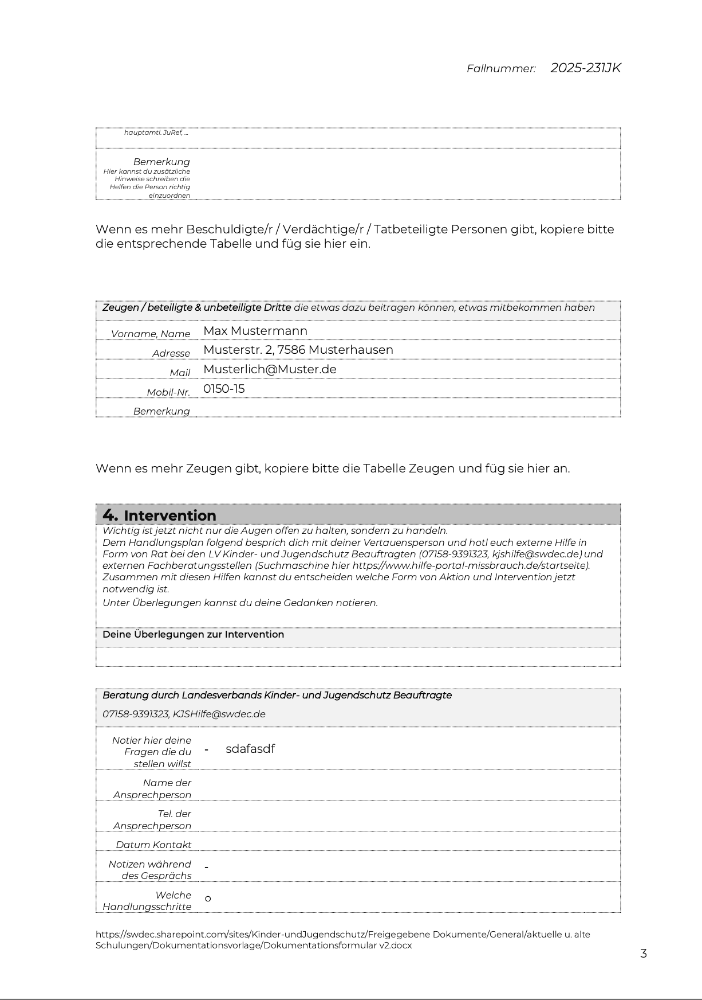 Fallnummer: 2025-231JK
hauptamtl. JuRef, ...
Bemerkung
Hier kannst du zusätzliche
Hinweise schreiben die
Helfen die Person richtig
einzuordnen
Wenn es mehr Beschuldigte/r / Verdächtige/r / Tatbeteiligte Personen gibt, kopiere bitte
die entsprechende Tabelle und füg sie hier ein.
Zeugen / beteiligte & unbeteiligte Dritte die etwas dazu beitragen können, etwas mitbekommen haben
Vorname, Name Max Mustermann
Adresse Musterstr. 2, 7586 Musterhausen
Mail Musterlich@Muster.de
Mobil-Nr. 0150-15
Bemerkung
Wenn es mehr Zeugen gibt, kopiere bitte die Tabelle Zeugen und füg sie hier an.
4. Intervention
Wichtig ist jetzt nicht nur die Augen offen zu halten, sondern zu handeln.
Dem Handlungsplan folgend besprich dich mit deiner Vertauensperson und hotl euch externe Hilfe in
Form von Rat bei den LV Kinder- und Jugendschutz Beauftragten (07158-9391323, kjshilfe@swdec.de) und
externen Fachberatungsstellen (Suchmaschine hier https://www.hilfe-portal-missbrauch.de/startseite).
Zusammen mit diesen Hilfen kannst du entscheiden welche Form von Aktion und Intervention jetzt
notwendig ist.
Unter Überlegungen kannst du deine Gedanken notieren.
Deine Überlegungen zur Intervention
Beratung durch Landesverbands Kinder- und Jugendschutz Beauftragte
07158-9391323, KJSHilfe@swdec.de
Notier hier deine
Fragen die du
stellen willst
- sdafasdf
Name der
Ansprechperson
Tel. der
Ansprechperson
Datum Kontakt
Notizen während
des Gesprächs
-
Welche
Handlungsschritte
o
https://swdec.sharepoint.com/sites/Kinder-undJugendschutz/Freigegebene Dokumente/General/aktuelle u. alte
Schulungen/Dokumentationsvorlage/Dokumentationsformular v2.docx
3